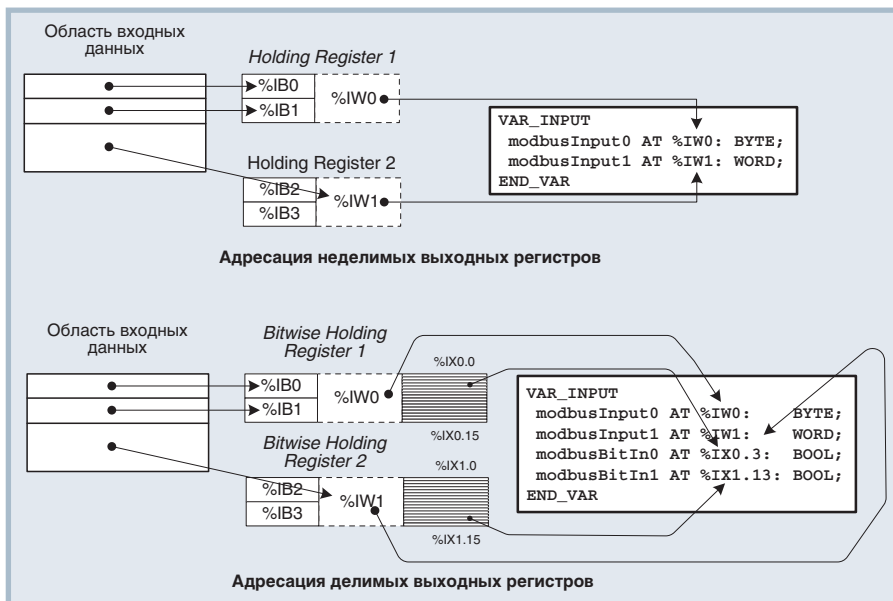 Область входных
данных
Holding Register 1
%IB0
%IB1
%IW0
VAR_INPUT
modbusInput0 AT %IW0: BYTE;
modbusInput1 AT %IW1: WORD;
END_VAR
Holding Register 2
%IB2
%IB3
%IW1
Адресация неделимых выходных регистров
Область входных
данных
Bitwise Holding
Register 1
%IX0.0
%IB0
%IB1
%IW0
%IX0.15
VAR_INPUT
modbusInput0 AT %IW0: BYTE;
modbusInput1 AT %IW1: WORD;
modbusBitIn0 AT %IX0.3: BOOL;
modbusBitIn1 AT %IX1.13: BOOL;
END_VAR
Bitwise Holding
Register 2
%IX1.0
%IB2
%IB3
%IW1
%IX1.15
Адресация делимых выходных регистров